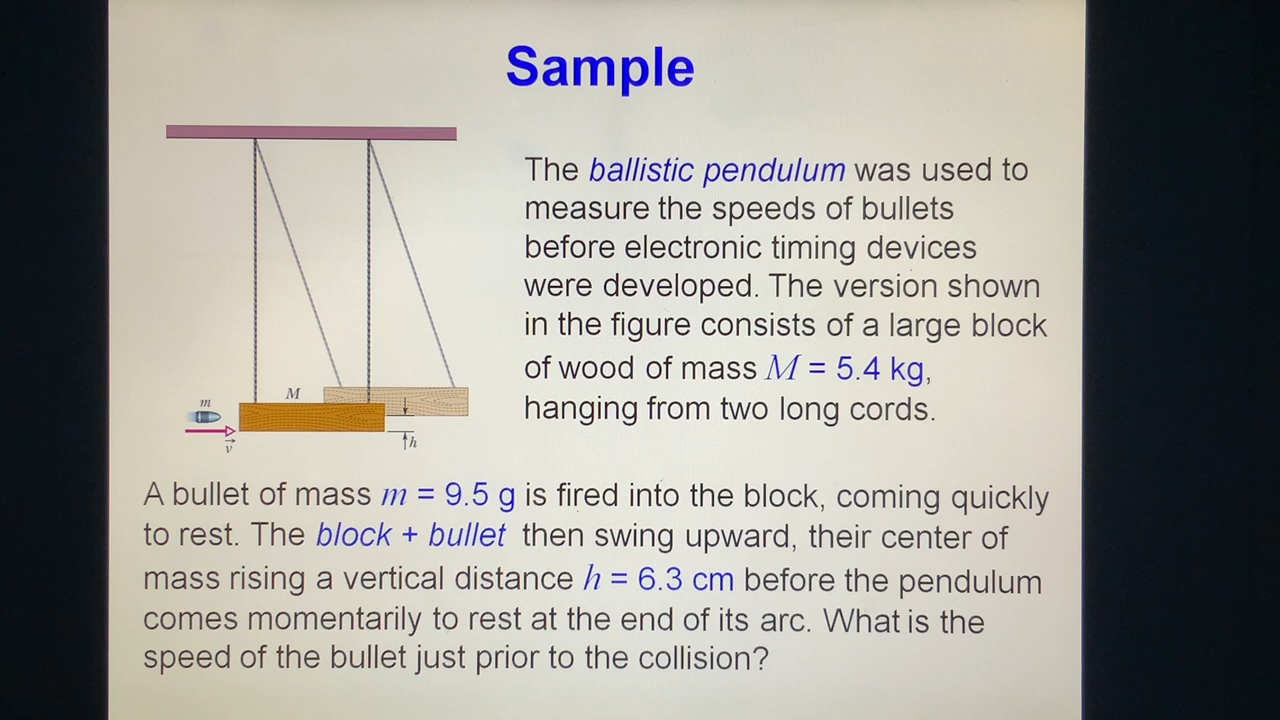 Sample
The ballistic pendulum was used to
measure the speeds of bullets
before electronic timing devices
were developed. The version shown
in the figure consists of a large block
of wood of mass M = 5.4 kg,
hanging from two long cords.
M
m
v
h
A bullet of mass m = 9.5 g is fired into the block, coming quickly
to rest. The block + bullet then swing upward, their center of
mass rising a vertical distance h = 6.3 cm before the pendulum
comes momentarily to rest at the end of its arc. What is the
speed of the bullet just prior to the collision?